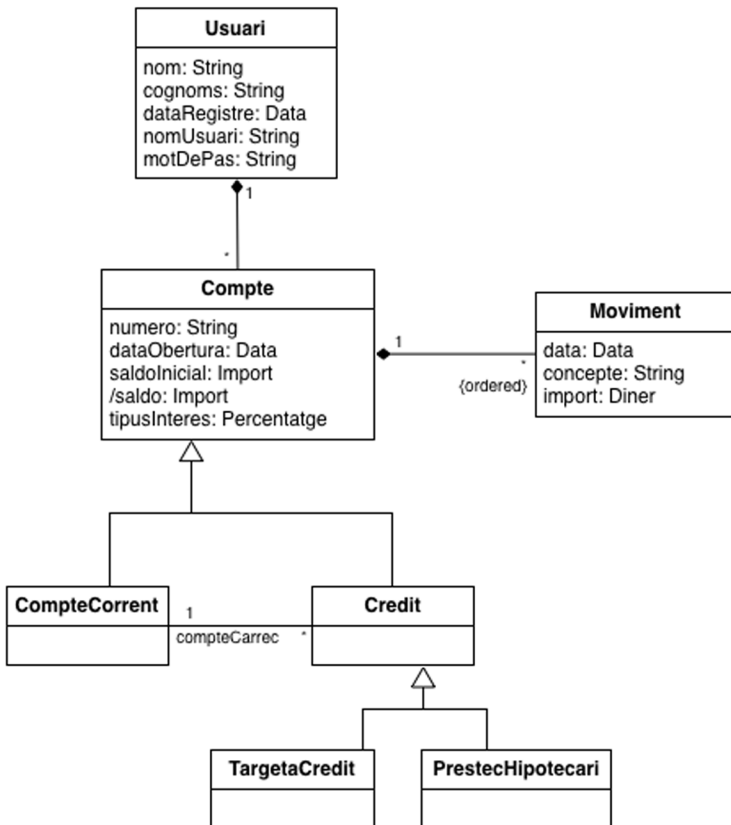 Usuari
nom: String
cognoms: String
dataRegistre: Data
nomUsuari: String
motDePas: String
1
*
Compte
numero: String
dataObertura: Data
saldoInicial: Import
/saldo: Import
tipusInteres: Percentatge
1
*
{ordered}
Moviment
data: Data
concepte: String
import: Diner
CompteCorrent
1
compteCarrec
*
Credit
TargetaCredit
PrestecHipotecari